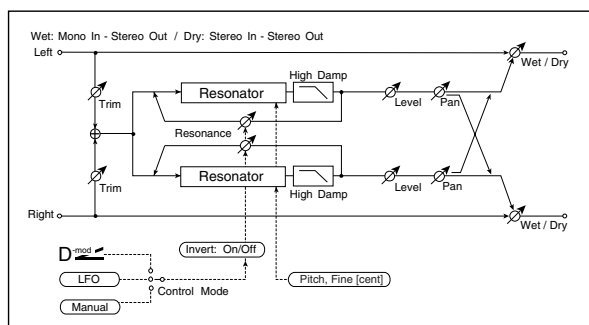 Wet: Mono In - Stereo Out / Dry: Stereo In - Stereo Out
Left
Wet / Dry
High Damp
Resonator
Trim
Level
Pan
Resonance
Resonator
High Damp
Trim
Level
Pan
Right
Wet / Dry
D-mod
Invert: On/Off
LFO
Control Mode
Pitch, Fine [cent]
Manual